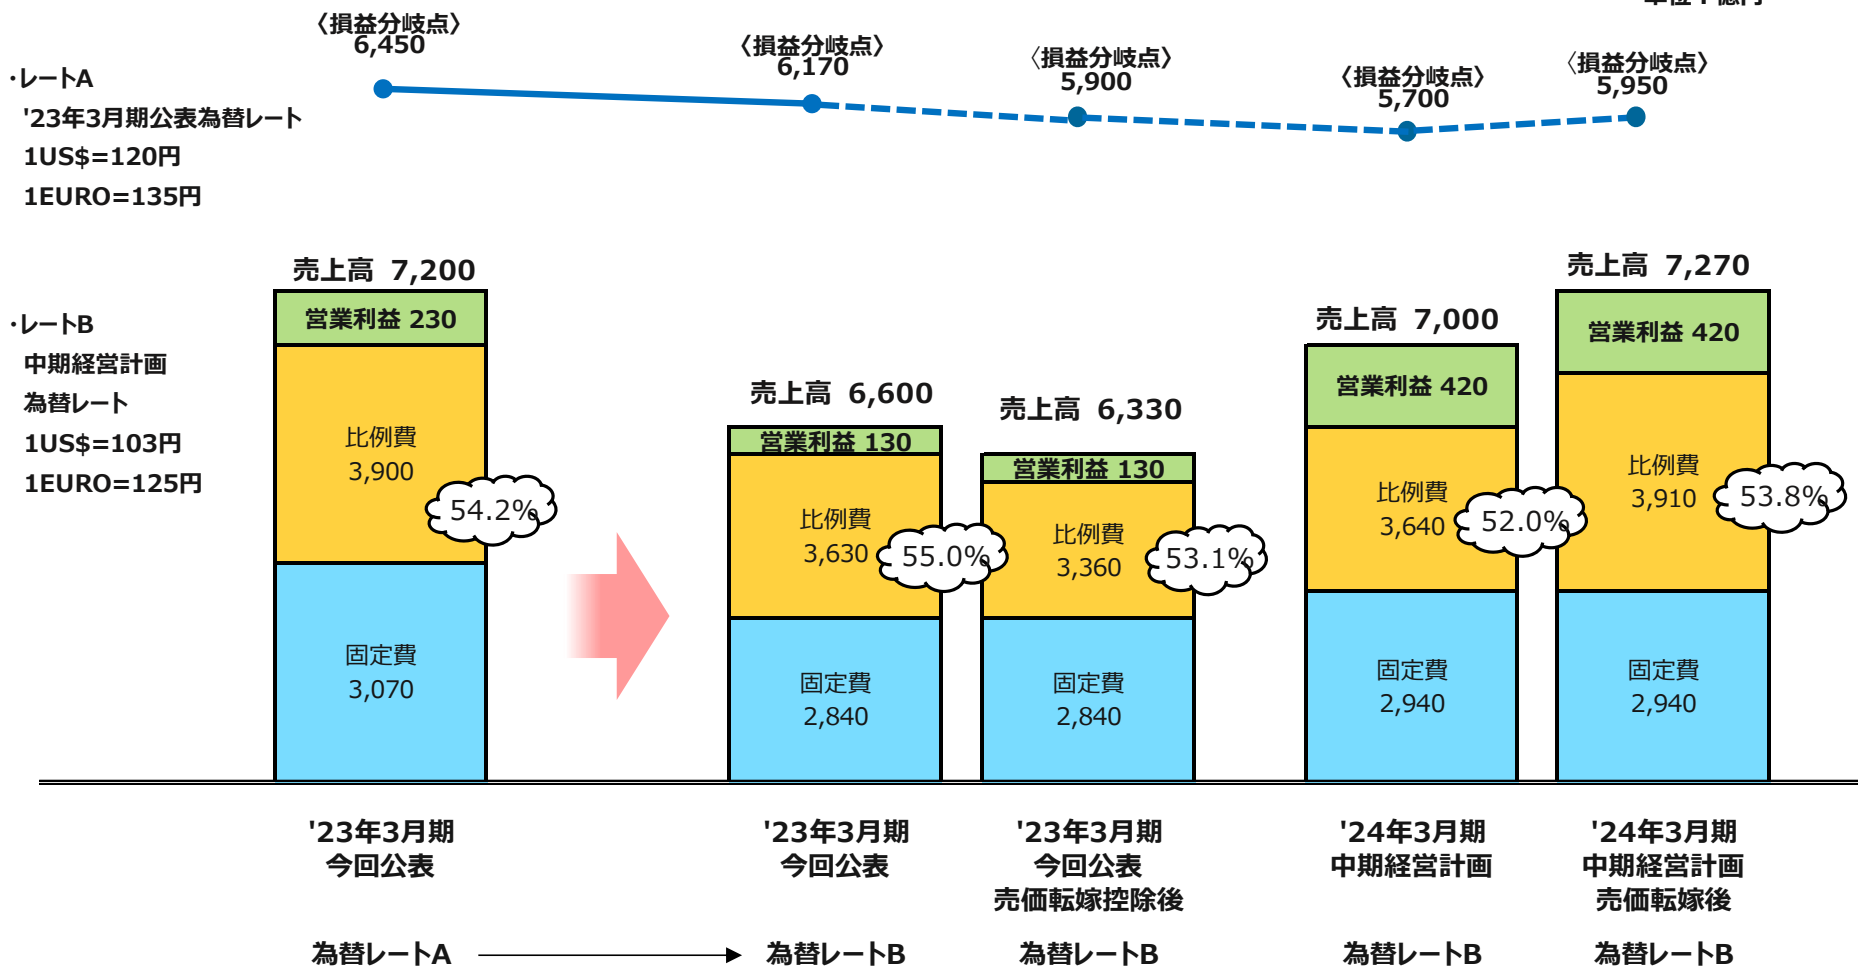 〈損益分岐点〉
6,450
〈損益分岐点〉
6,170
〈損益分岐点〉
5,900
〈損益分岐点〉
5,700
〈損益分岐点〉
5,950
・レートA
'23年3月期公表為替レート
1US$=120円
1EURO=135円
・レートB
中期経営計画
為替レート
1US$=103円
1EURO=125円
売上高 7,200
営業利益 230
比例費
3,900
54.2%
固定費
3,070
売上高 6,600
営業利益 130
比例費
3,630
55.0%
固定費
2,840
売上高 6,330
営業利益 130
比例費
3,360
53.1%
固定費
2,840
売上高 7,000
営業利益 420
比例費
3,640
52.0%
固定費
2,940
売上高 7,270
営業利益 420
比例費
3,910
53.8%
固定費
2,940
'23年3月期
今回公表
'23年3月期
今回公表
'23年3月期
今回公表
売価転嫁控除後
'24年3月期
中期経営計画
'24年3月期
中期経営計画
売価転嫁後
為替レートA
為替レートB
為替レートB
為替レートB
為替レートB